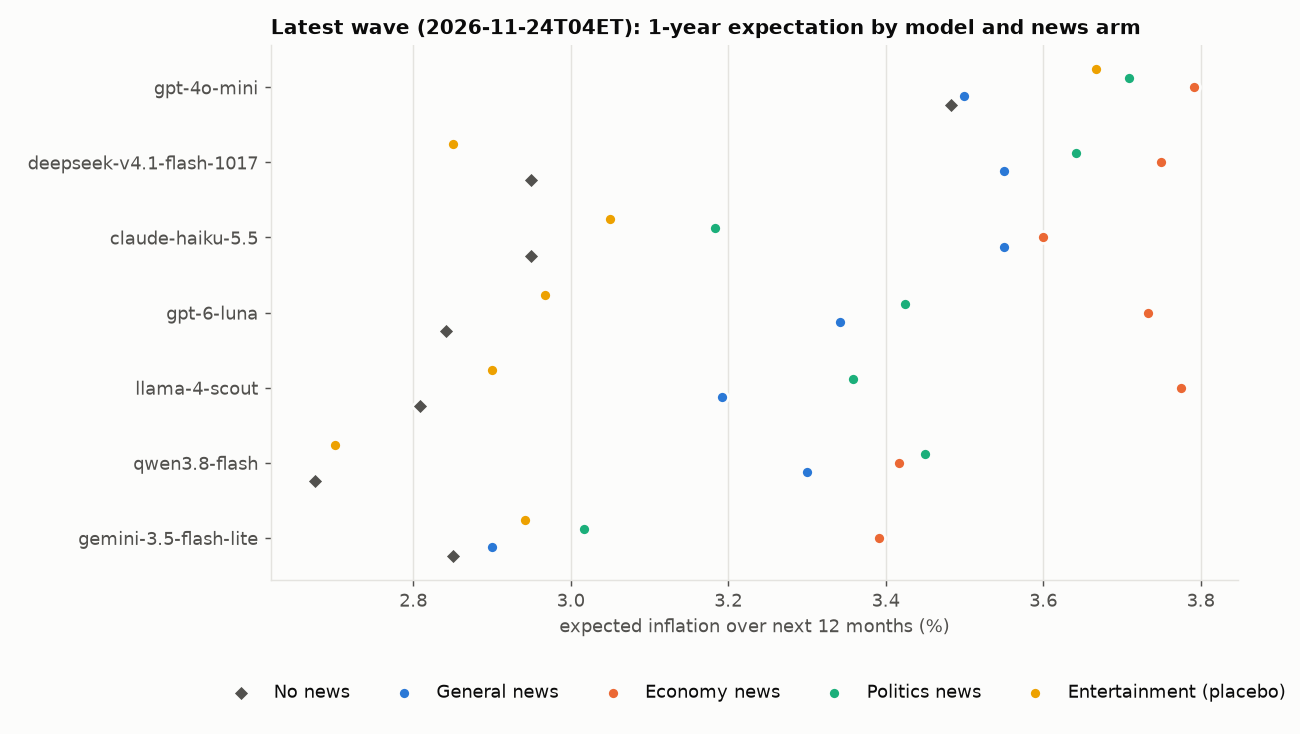 Latest wave (2026-11-24T04ET): 1-year expectation by model and news arm
gpt-4o-mini
deepseek-v4.1-flash-1017
claude-haiku-5.5
gpt-6-luna
llama-4-scout
qwen3.8-flash
gemini-3.5-flash-lite
2.8 3.0 3.2 3.4 3.6 3.8
expected inflation over next 12 months (%)
No news General news Economy news Politics news Entertainment (placebo)